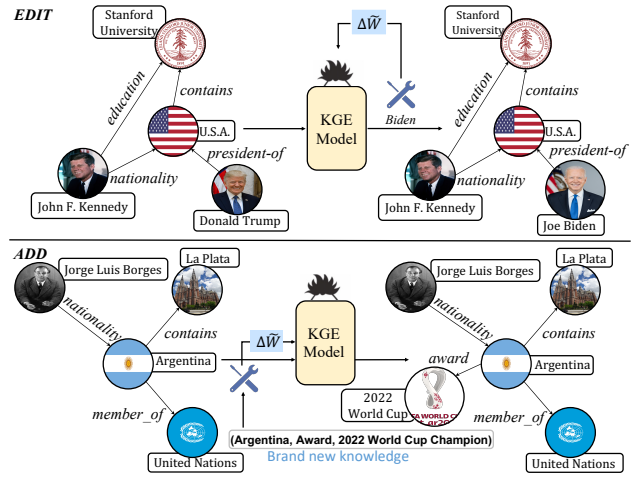 EDIT
Stanford
University
education
contains
U.S.A.
nationality
president-of
John F. Kennedy
Donald Trump
ΔW̃
KGE
Model
Biden
Stanford
University
education
contains
U.S.A.
president-of
nationality
John F. Kennedy
Joe Biden
ADD
Jorge Luis Borges
La Plata
nationality
contains
Argentina
member_of
United Nations
ΔW̃
KGE
Model
(Argentina, Award, 2022 World Cup Champion)
Brand new knowledge
Jorge Luis Borges
La Plata
nationality
contains
award
Argentina
2022
World Cup
FA WORLD CU
member_of
United Nations